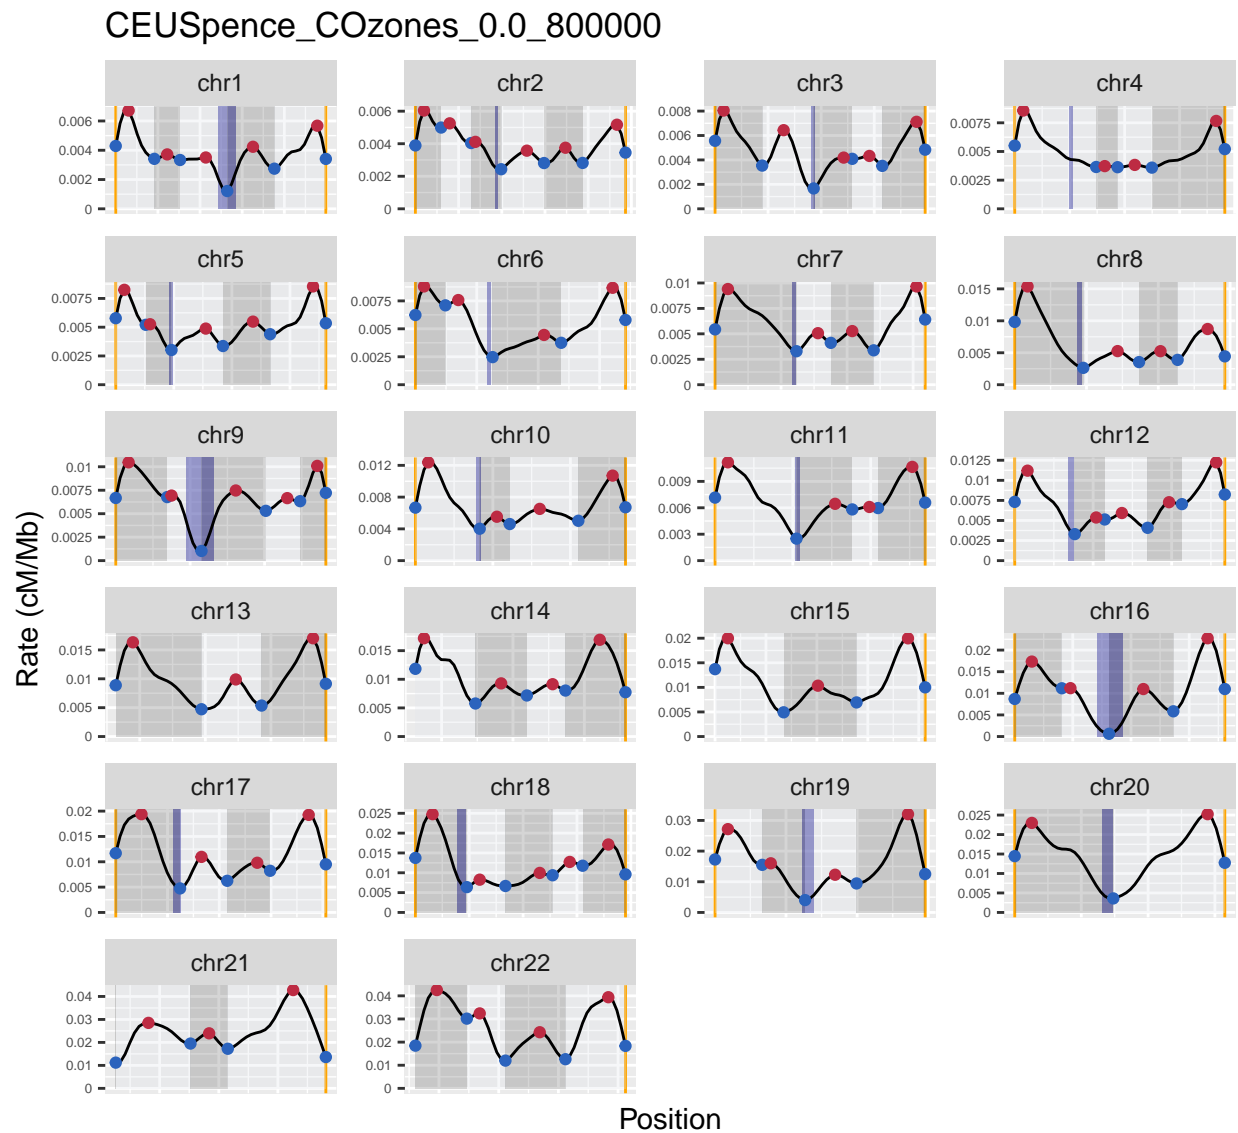 CEUSpence_COzones_0.0_800000
chr1 chr2 chr3 chr4
0.006 0.004 0.002 0
0.006 0.004 0.002 0
0.008 0.006 0.004 0.002 0
0.0075 0.005 0.0025 0
chr5 chr6 chr7 chr8
0.0075 0.005 0.0025 0
0.0075 0.005 0.0025 0
0.01 0.0075 0.005 0.0025 0
0.015 0.01 0.005 0
chr9 chr10 chr11 chr12
0.01 0.0075 0.005 0.0025 0
0.012 0.008 0.004 0
0.009 0.006 0.003 0
0.0125 0.01 0.0075 0.005 0.0025 0
chr13 chr14 chr15 chr16
0.015 0.01 0.005 0
0.015 0.01 0.005 0
0.02 0.015 0.01 0.005 0
0.02 0.015 0.01 0.005 0
chr17 chr18 chr19 chr20
0.02 0.015 0.01 0.005 0
0.025 0.02 0.015 0.01 0.005 0
0.03 0.02 0.01 0
0.025 0.02 0.015 0.01 0.005 0
chr21 chr22
0.04 0.03 0.02 0.01 0
0.04 0.03 0.02 0.01 0
Rate (cM/Mb)
Position